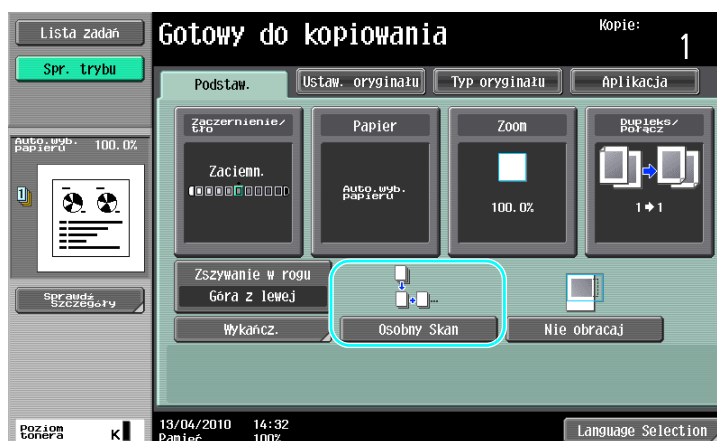 Lista zadań
Gotowy do kopiowania
Kopie:
1
Spr. trybu
Podstaw.
Ustaw. oryginału
Typ oryginału
Aplikacja
Auto.wyb.
papieru
100.0%
1
Zaczernienie/
tło
Zaciemn.
Papier
Auto.wyb.
papieru
Zoom
100.0%
Dupleks/
Połącz
1➧1
Sprawdź
Szczegóły
Zszywanie w rogu
Góra z lewej
Wykańcz.
Osobny Skan
Nie obracaj
Poziom
tonera
K
13/04/2010 14:32
Pamięć 100%
Language Selection